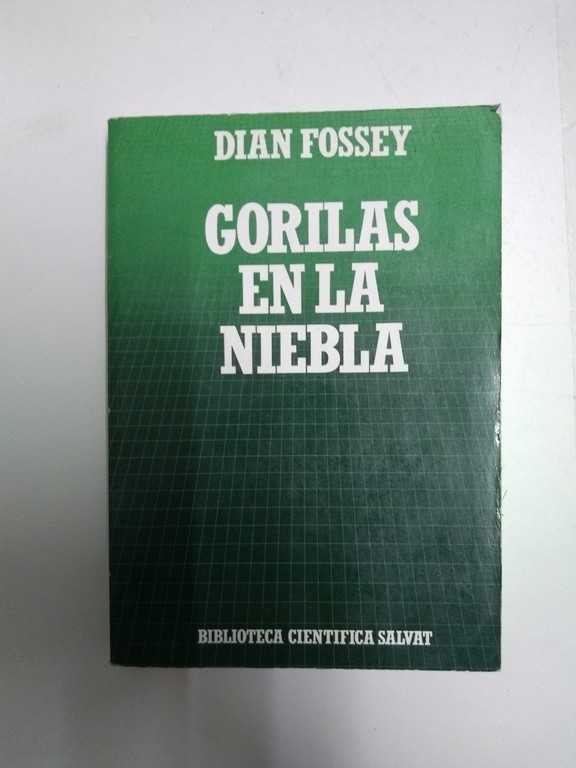 DIAN FOSSEY
GORILAS
EN LA
NIEBLA
BIBLIOTECA CIENTIFICA SALVAT